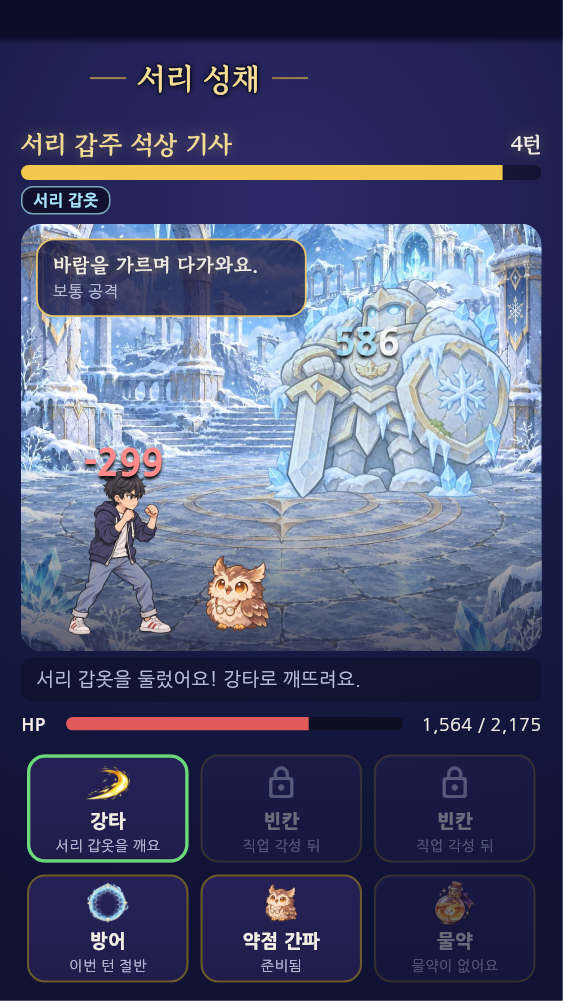 서리 성채
서리 갑주 석상 기사
4턴
서리 갑옷
바람을 가르며 다가와요.
보통 공격
586
-299
서리 갑옷을 둘렀어요! 강타로 깨뜨려요.
HP
1,564 / 2,175
강타
서리 갑옷을 깨요
빈칸
직업 각성 뒤
빈칸
직업 각성 뒤
방어
이번 턴 절반
약점 간파
준비됨
물약
물약이 없어요